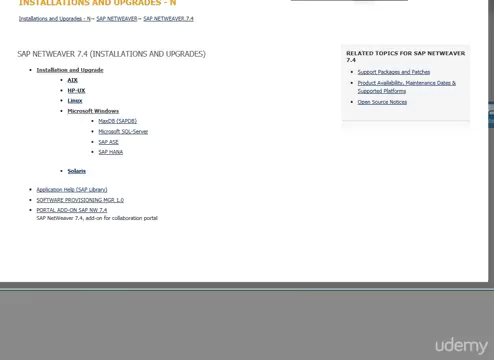 INSTALLATIONS AND UPGRADES - N
Installations and Upgrades - N~ SAP NETWEAVER ~ SAP NETWEAVER 7.4
SAP NETWEAVER 7.4 (INSTALLATIONS AND UPGRADES)
Installation and Upgrade
AIX
HP-UX
Linux
Microsoft Windows
MaxDB (SAPDB)
Microsoft SQL-Server
SAP ASE
SAP HANA
Solaris
Application Help (SAP Library)
SOFTWARE PROVISIONING MGR 1.0
PORTAL ADD-ON SAP NW 7.4
SAP NetWeaver 7.4, add-on for collaboration portal
RELATED TOPICS FOR SAP NETWEAVER
7.4
Support Packages and Patches
Product Availability, Maintenance Dates &
Supported Platforms
Open Source Notices
udemy